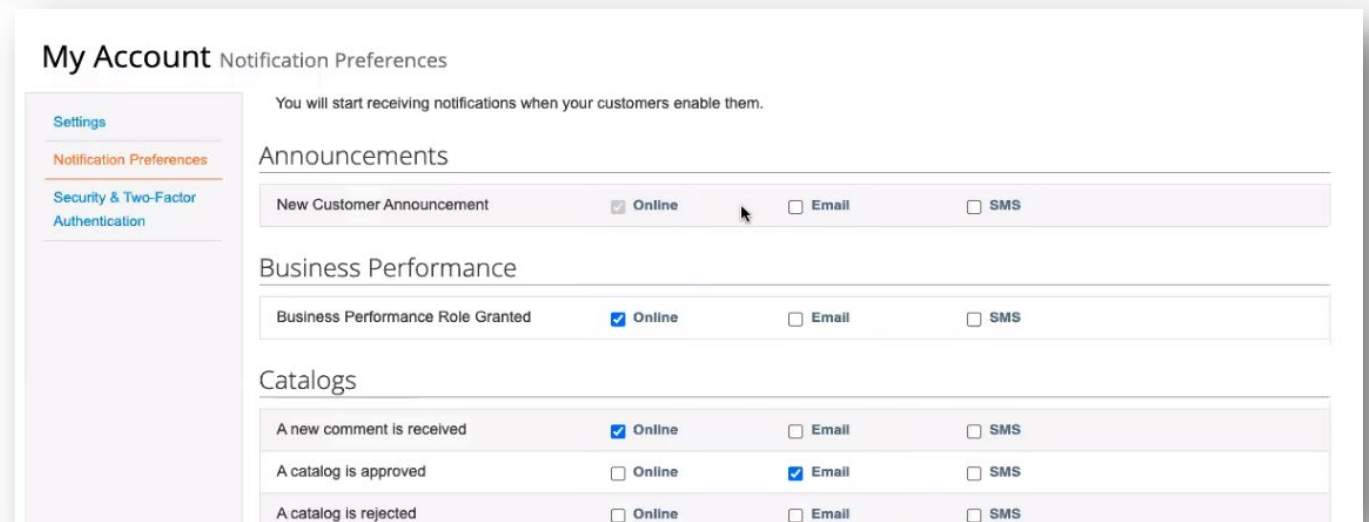 My Account Notification Preferences
You will start receiving notifications when your customers enable them.
Settings
Notification Preferences
Security & Two-Factor
Authentication
Announcements
New Customer Announcement Online Email SMS
Business Performance
Business Performance Role Granted Online Email SMS
Catalogs
A new comment is received Online Email SMS
A catalog is approved Online Email SMS
A catalog is rejected Online Email SMS